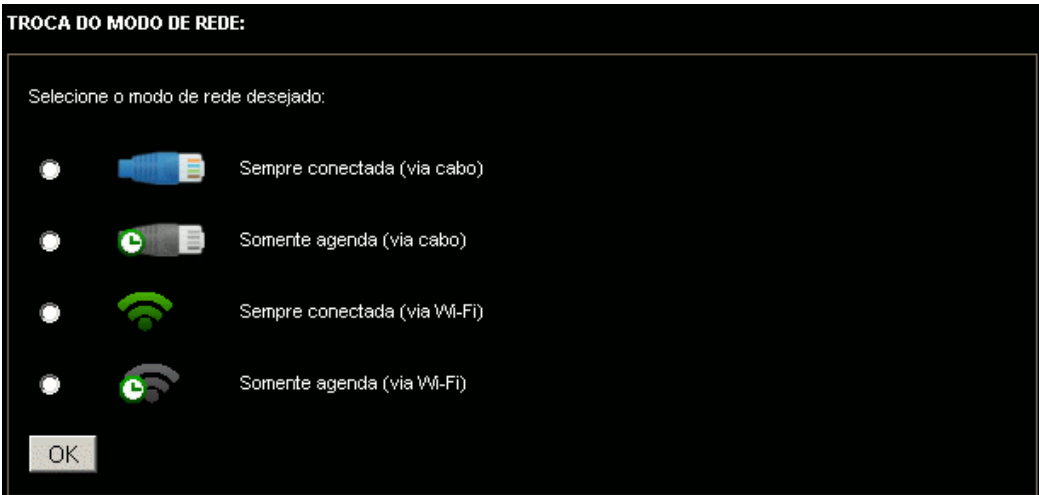 TROCA DO MODO DE REDE:
Selecione o modo de rede desejado:
Sempre conectada (via cabo)
Somente agenda (via cabo)
Sempre conectada (via Wi-Fi)
Somente agenda (via Wi-Fi)
OK